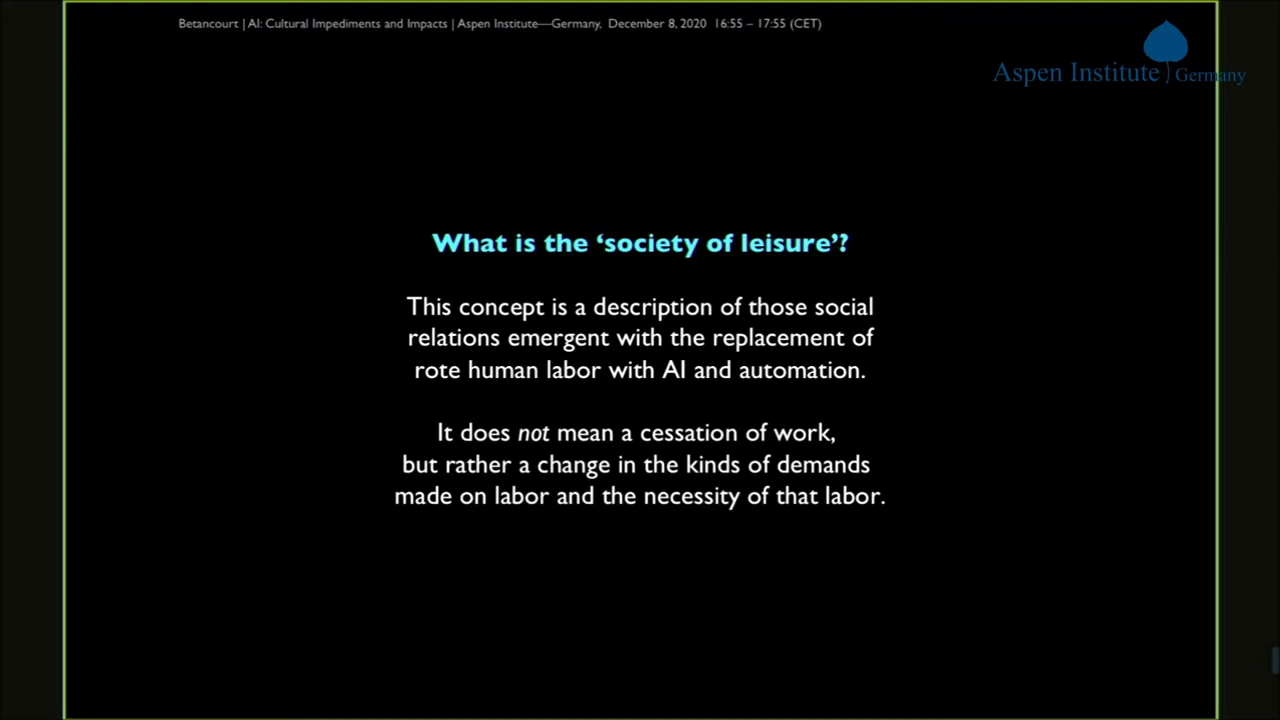 Betancourt | AI: Cultural Impediments and Impacts | Aspen Institute—Germany, December 8, 2020 16:55 – 17:55 (CET)
Aspen Institute Germany
What is the ‘society of leisure’?
This concept is a description of those social
relations emergent with the replacement of
rote human labor with AI and automation.
It does not mean a cessation of work,
but rather a change in the kinds of demands
made on labor and the necessity of that labor.